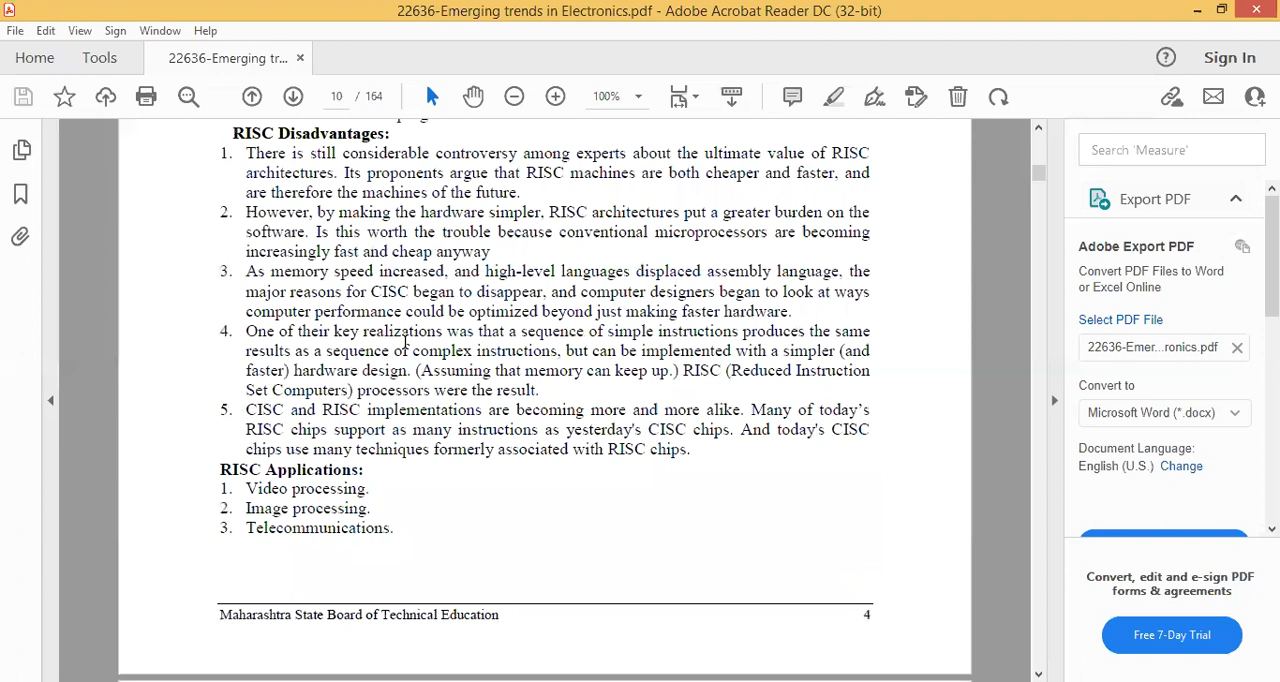 22636-Emerging trends in Electronics.pdf - Adobe Acrobat Reader DC (32-bit)
File Edit View Sign Window Help
Home Tools 22636-Emerging tr... × Sign In
10 / 164 100%
RISC Disadvantages:
1. There is still considerable controversy among experts about the ultimate value of RISC
architectures. Its proponents argue that RISC machines are both cheaper and faster, and
are therefore the machines of the future.
2. However, by making the hardware simpler, RISC architectures put a greater burden on the
software. Is this worth the trouble because conventional microprocessors are becoming
increasingly fast and cheap anyway
3. As memory speed increased, and high-level languages displaced assembly language, the
major reasons for CISC began to disappear, and computer designers began to look at ways
computer performance could be optimized beyond just making faster hardware.
4. One of their key realizations was that a sequence of simple instructions produces the same
results as a sequence of complex instructions, but can be implemented with a simpler (and
faster) hardware design. (Assuming that memory can keep up.) RISC (Reduced Instruction
Set Computers) processors were the result.
5. CISC and RISC implementations are becoming more and more alike. Many of today’s
RISC chips support as many instructions as yesterday's CISC chips. And today's CISC
chips use many techniques formerly associated with RISC chips.
RISC Applications:
1. Video processing.
2. Image processing.
3. Telecommunications.
Maharashtra State Board of Technical Education 4
Search 'Measure'
Export PDF
Adobe Export PDF
Convert PDF Files to Word
or Excel Online
Select PDF File
22636-Emer...ronics.pdf
Convert to
Microsoft Word (*.docx)
Document Language:
English (U.S.) Change
Convert, edit and e-sign PDF
forms & agreements
Free 7-Day Trial